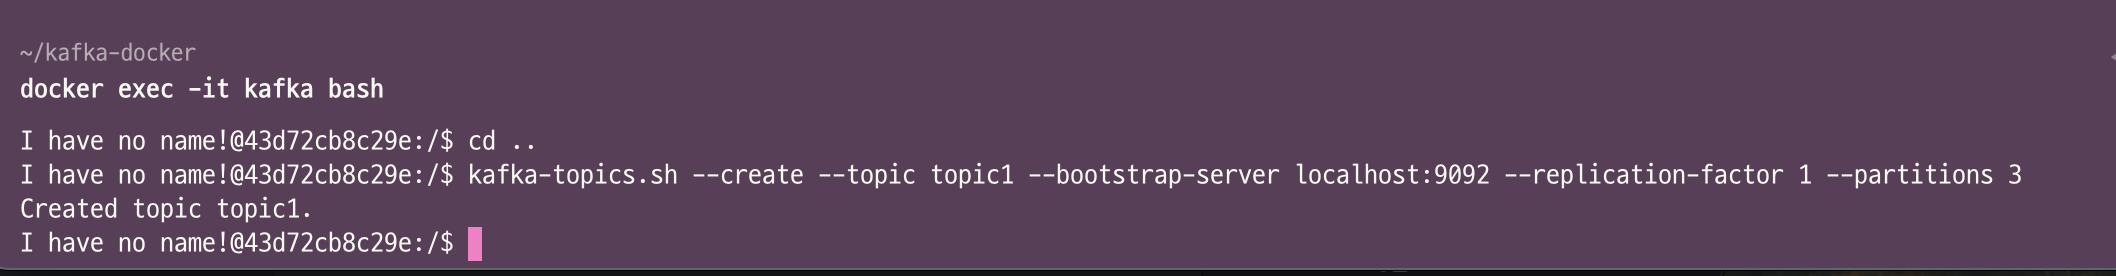 ~/kafka-docker
docker exec -it kafka bash
I have no name!@43d72cb8c29e:/$ cd ..
I have no name!@43d72cb8c29e:/$ kafka-topics.sh --create --topic topic1 --bootstrap-server localhost:9092 --replication-factor 1 --partitions 3
Created topic topic1.
I have no name!@43d72cb8c29e:/$